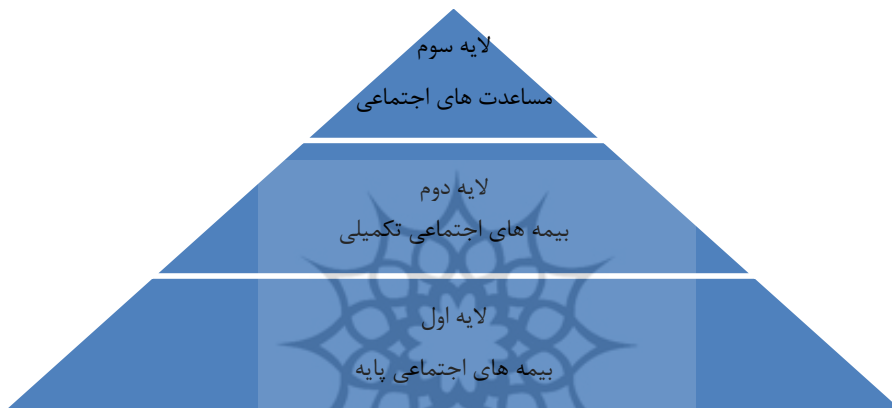 لایه سوم
مساعدت های اجتماعی
لایه دوم
بیمه های اجتماعی تکمیلی
لایه اول
بیمه های اجتماعی پایه